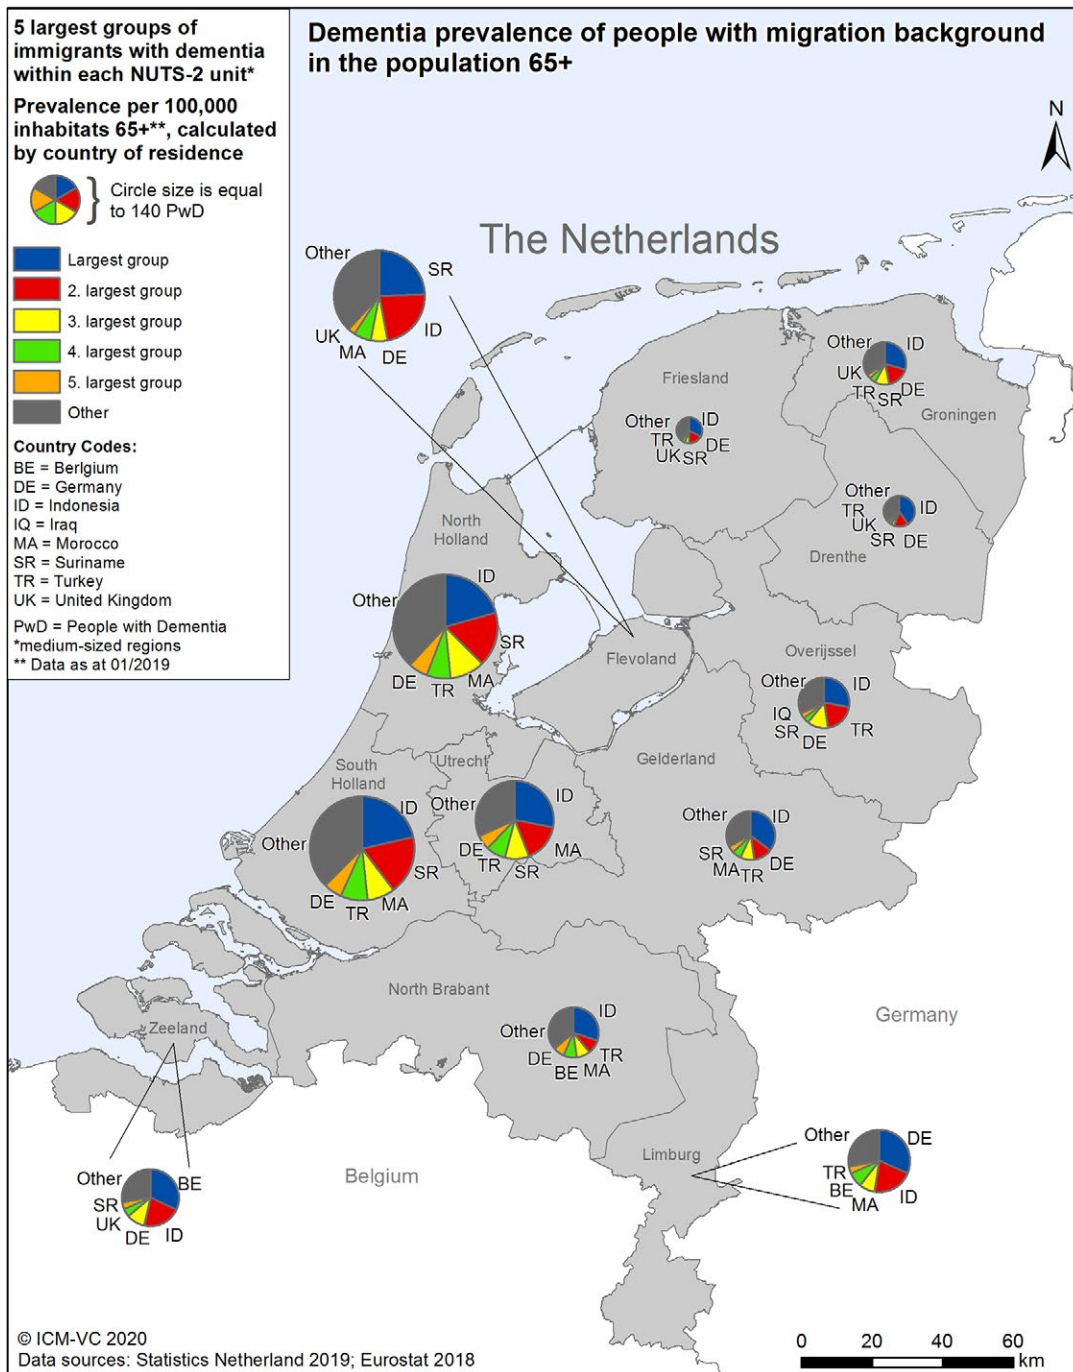 5 largest groups of
immigrants with dementia
within each NUTS-2 unit*
Prevalence per 100,000
inhabitats 65+**, calculated
by country of residence
Circle size is equal
to 140 PwD
Largest group
2. largest group
3. largest group
4. largest group
5. largest group
Other
Country Codes:
BE = Berlgium
DE = Germany
ID = Indonesia
IQ = Iraq
MA = Morocco
SR = Suriname
TR = Turkey
UK = United Kingdom
PwD = People with Dementia
*medium-sized regions
** Data as at 01/2019
Dementia prevalence of people with migration background
in the population 65+
N
The Netherlands
Other SR
UK MA DE ID
Flevoland
Friesland
Other ID
TR DE
UK SR
Groningen
Other ID
UK DE
TR SR
Drenthe
Other ID
TR
UK
SR DE
North
Holland
Other ID
SR
DE TR MA
Overijssel
Other ID
IQ
SR DE TR
South
Holland
Other ID
SR
DE TR MA
Utrecht
Other ID
DE MA
TR SR
Gelderland
Other ID
SR DE
MA TR
North Brabant
Other ID
DE TR
BE MA
Zeeland
Other BE
SR
UK DE ID
Limburg
Other DE
TR
BE MA ID
Germany
Belgium
© ICM-VC 2020
Data sources: Statistics Netherland 2019; Eurostat 2018
0 20 40 60
km